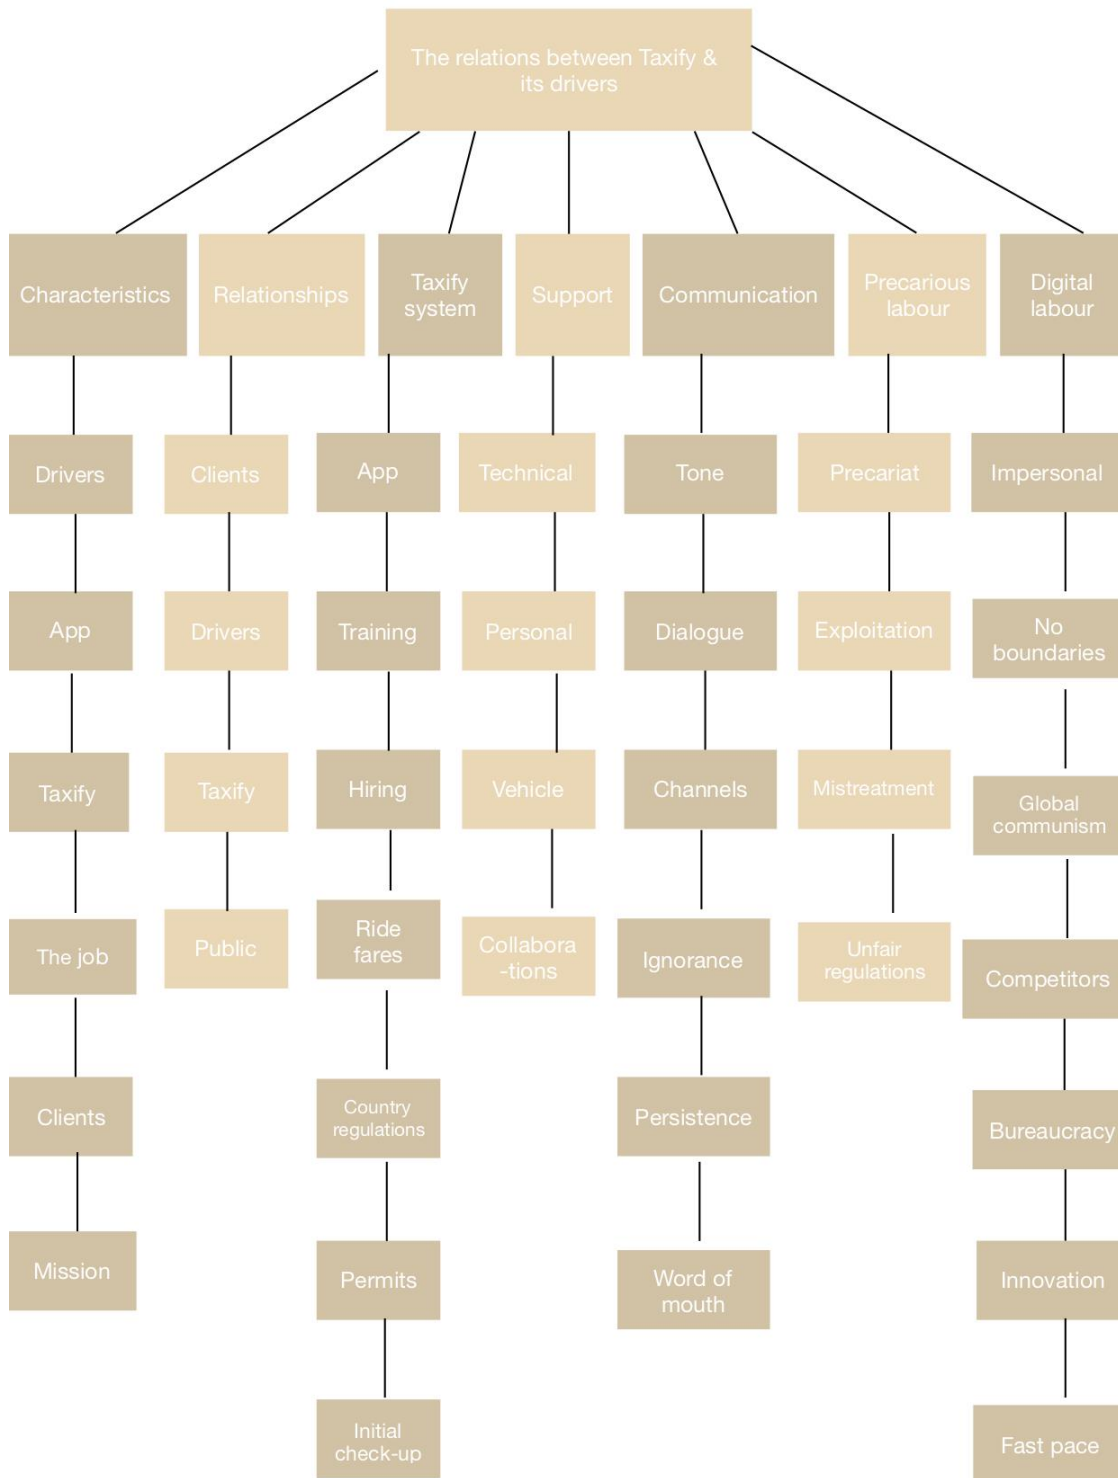 The relations between Taxify &
its drivers
Characteristics
Relationships
Taxify
system
Support
Communication
Precarious
labour
Digital
labour
Drivers
Clients
App
Technical
Tone
Precariat
Impersonal
App
Drivers
Training
Personal
Dialogue
Exploitation
No
boundaries
Taxify
Taxify
Hiring
Vehicle
Channels
Mistreatment
Global
communism
The job
Public
Ride
fares
Collabora
-tions
Ignorance
Unfair
regulations
Competitors
Clients
Country
regulations
Persistence
Bureaucracy
Mission
Permits
Word of
mouth
Innovation
Initial
check-up
Fast pace